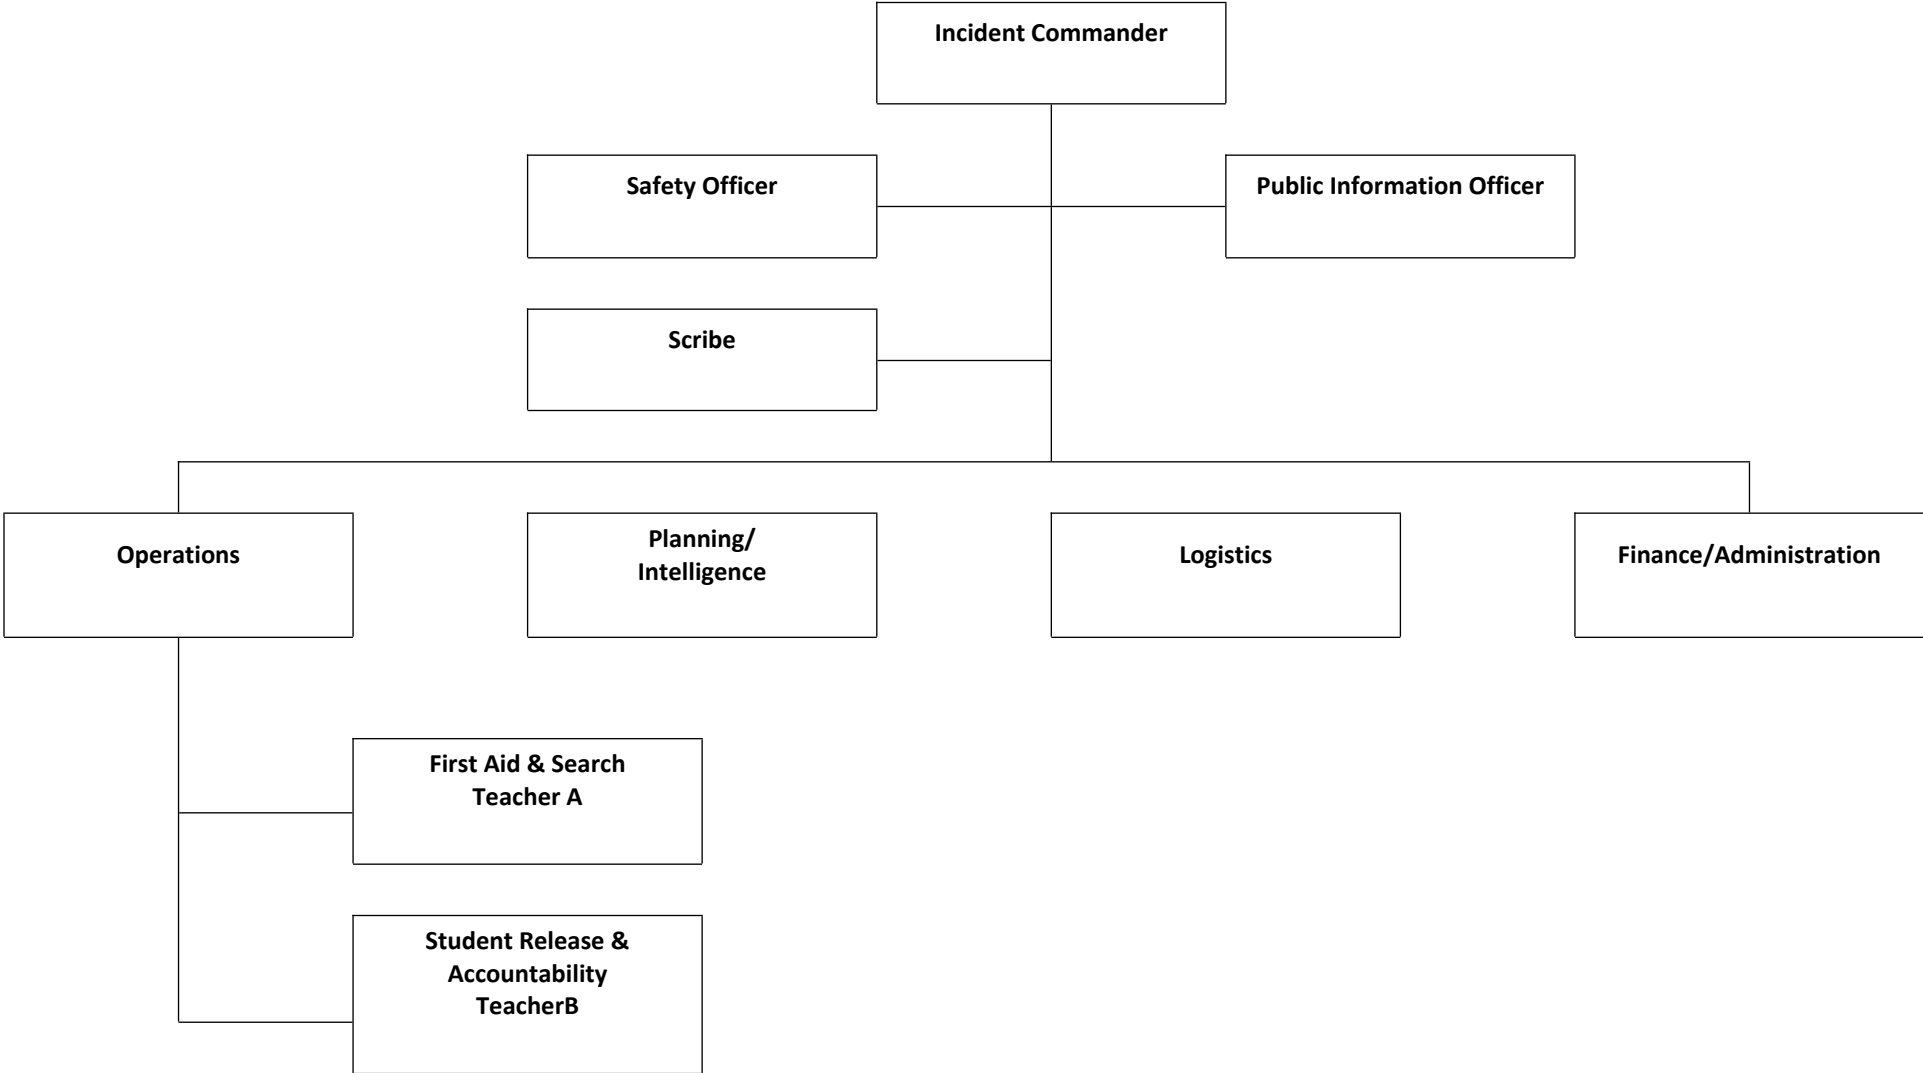 Incident Commander
Safety Officer
Public Information Officer
Scribe
Operations
Planning/
Intelligence
Logistics
Finance/Administration
First Aid & Search
Teacher A
Student Release &
Accountability
TeacherB